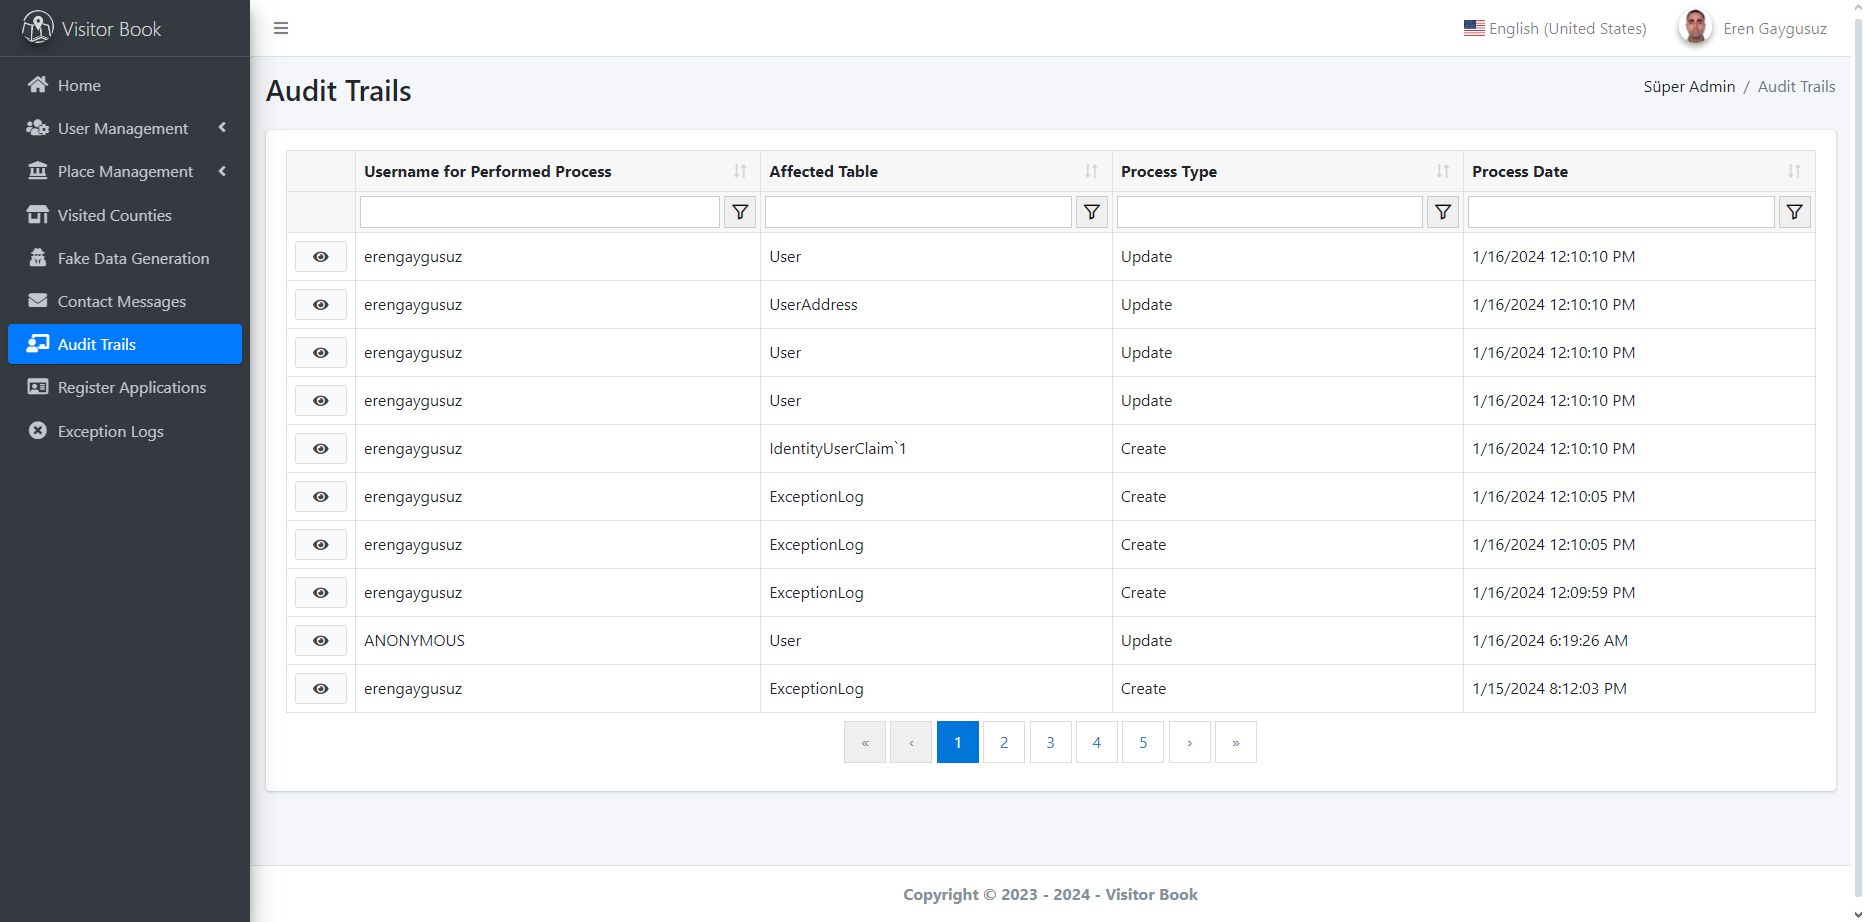 Visitor Book
English (United States)
Eren Gaygusuz
Home
User Management
Place Management
Visited Counties
Fake Data Generation
Contact Messages
Audit Trails
Register Applications
Exception Logs
Audit Trails
Süper Admin / Audit Trails
Username for Performed Process Affected Table Process Type Process Date
erengaygusuz User Update 1/16/2024 12:10:10 PM
erengaygusuz UserAddress Update 1/16/2024 12:10:10 PM
erengaygusuz User Update 1/16/2024 12:10:10 PM
erengaygusuz User Update 1/16/2024 12:10:10 PM
erengaygusuz IdentityUserClaim`1 Create 1/16/2024 12:10:10 PM
erengaygusuz ExceptionLog Create 1/16/2024 12:10:05 PM
erengaygusuz ExceptionLog Create 1/16/2024 12:10:05 PM
erengaygusuz ExceptionLog Create 1/16/2024 12:09:59 PM
ANONYMOUS User Update 1/16/2024 6:19:26 AM
erengaygusuz ExceptionLog Create 1/15/2024 8:12:03 PM
« ‹ 1 2 3 4 5 › »
Copyright © 2023 - 2024 - Visitor Book